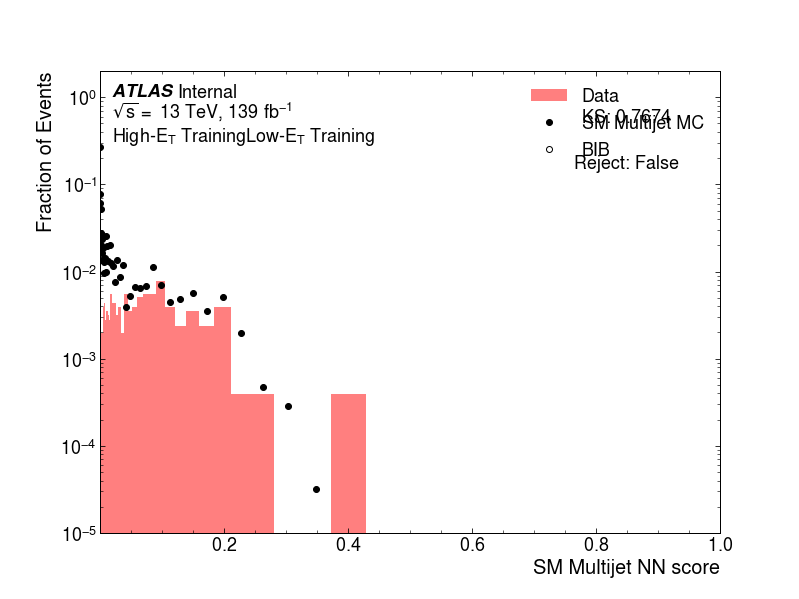 ATLAS Internal
√s = 13 TeV, 139 fb⁻¹
High-E_T TrainingLow-E_T Training
Data
KS: 0.7674
SM Multijet MC
BIB
Reject: False
Fraction of Events
10⁰
10⁻¹
10⁻²
10⁻³
10⁻⁴
10⁻⁵
0.2 0.4 0.6 0.8 1.0
SM Multijet NN score